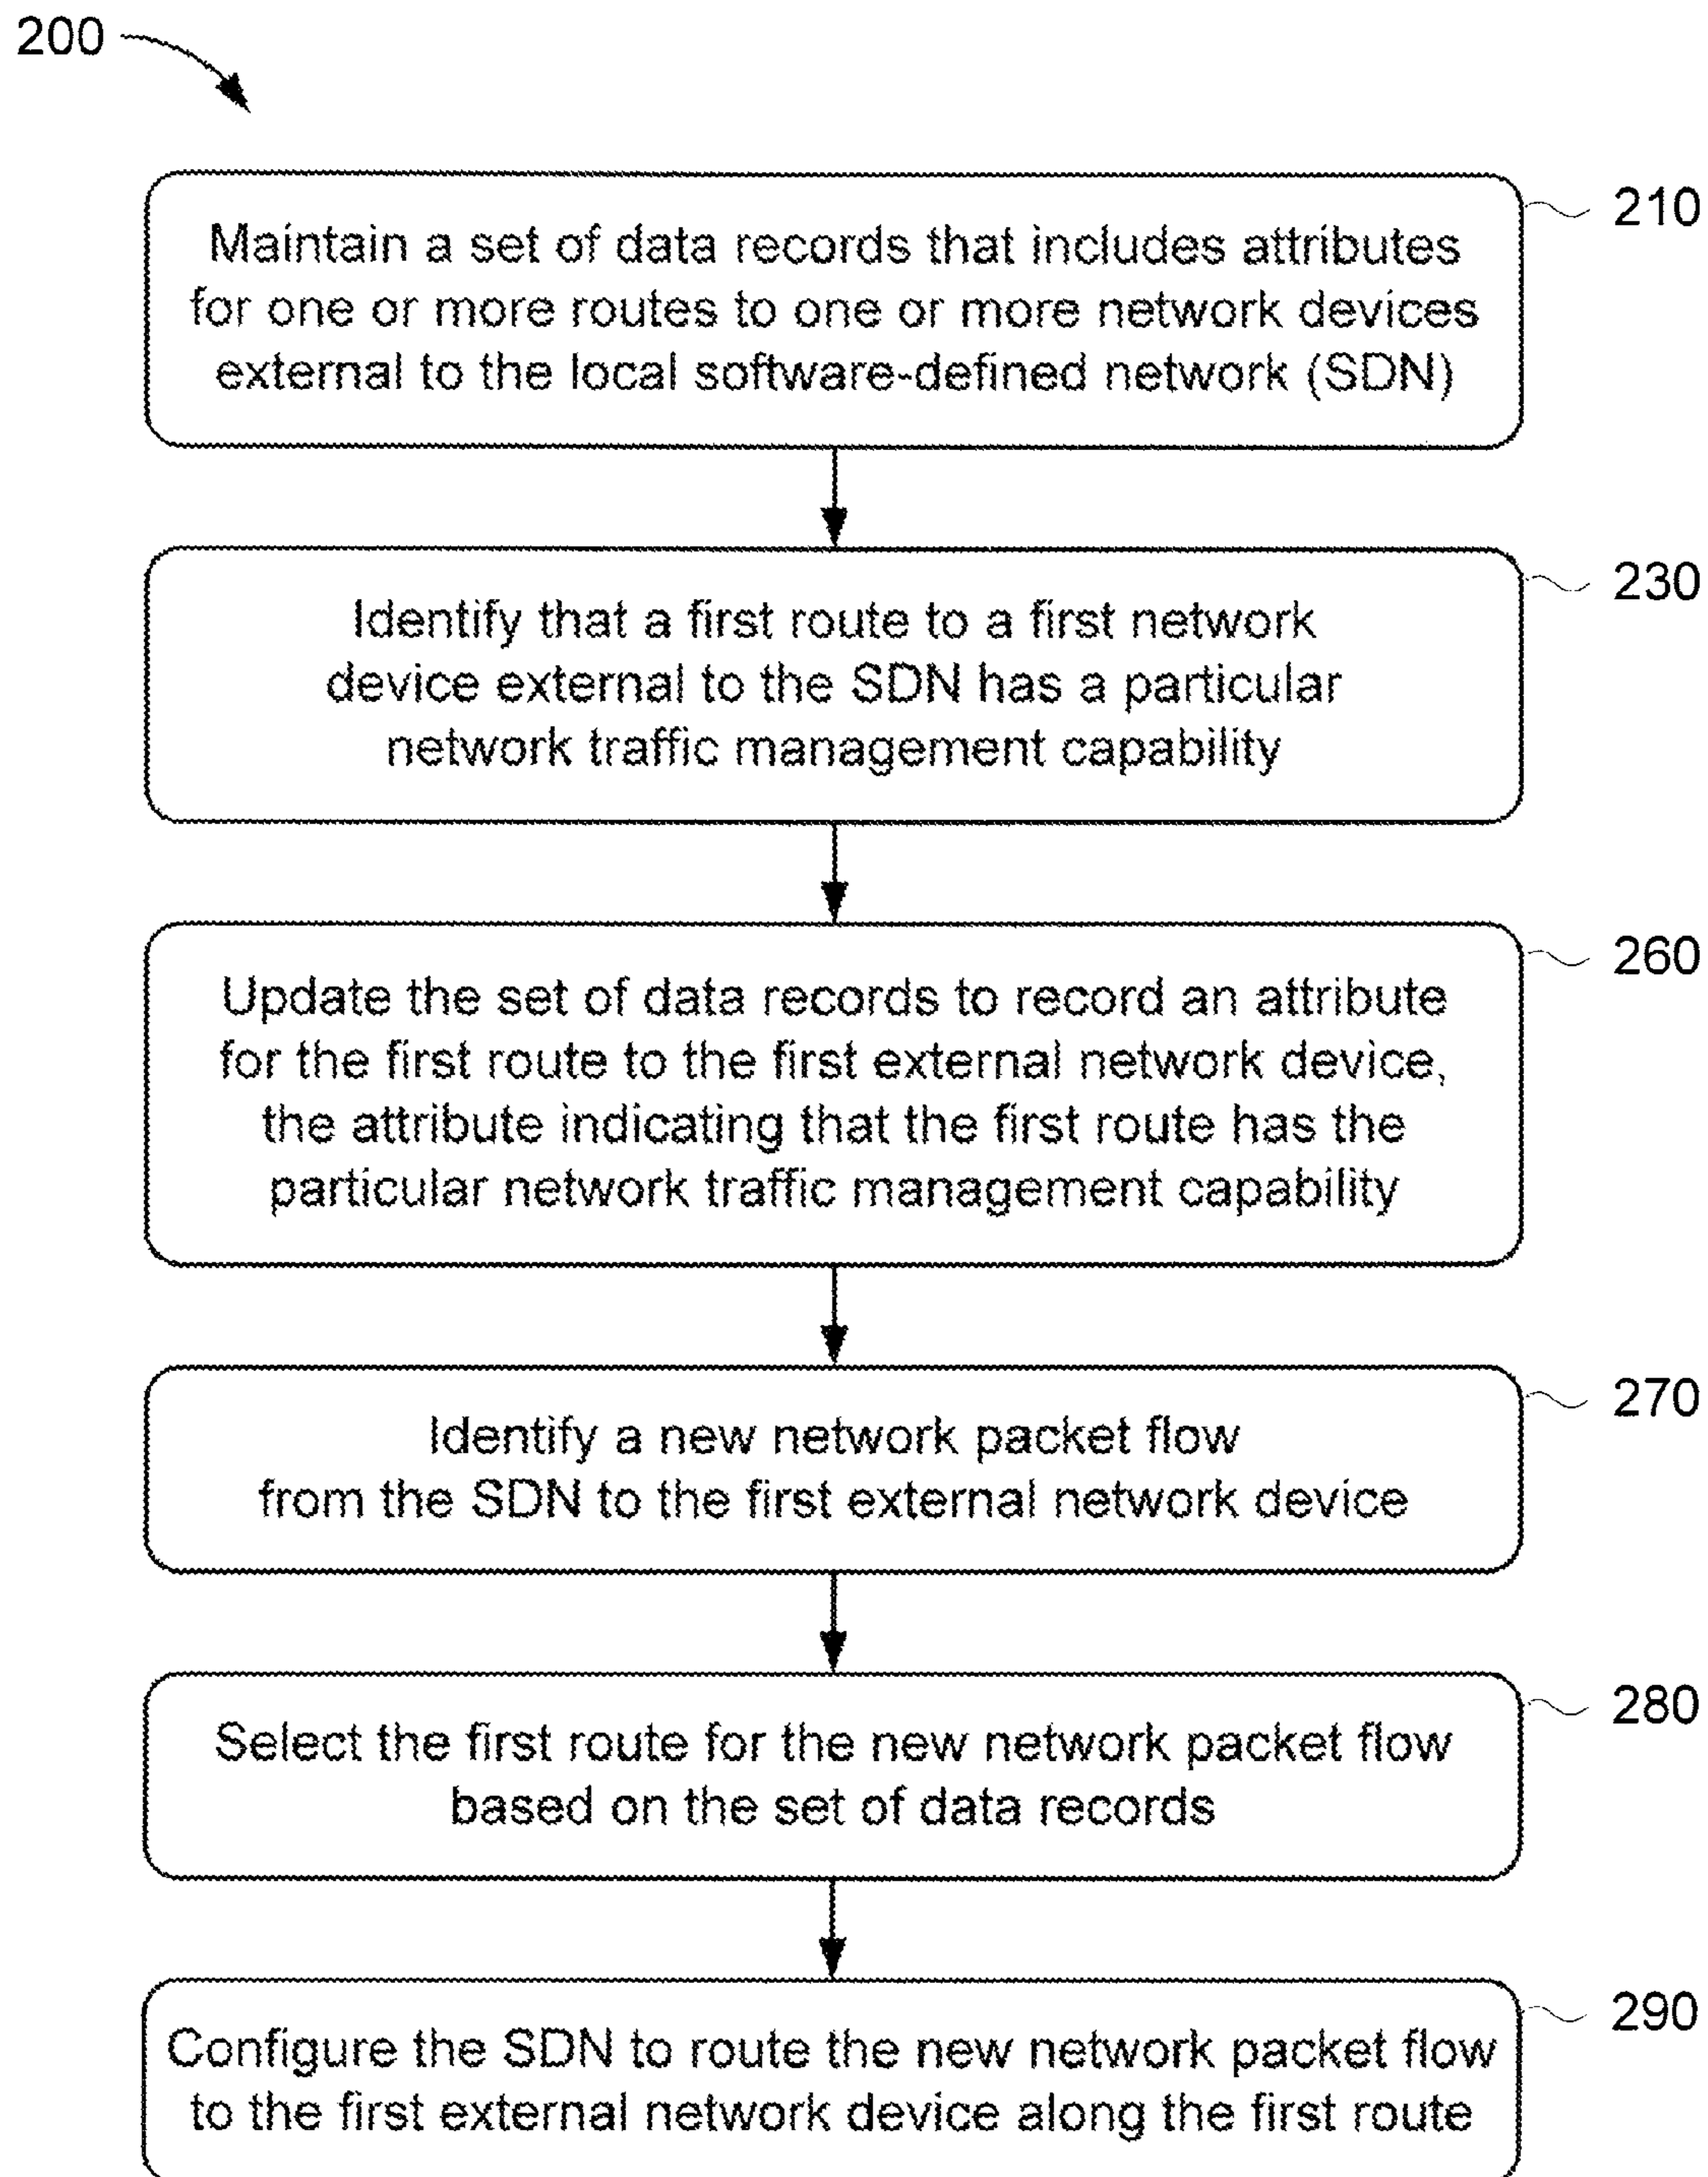 200
210
Maintain a set of data records that includes attributes
for one or more routes to one or more network devices
external to the local software-defined network (SDN)
230
Identify that a first route to a first network
device external to the SDN has a particular
network traffic management capability
260
Update the set of data records to record an attribute
for the first route to the first external network device,
the attribute indicating that the first route has the
particular network traffic management capability
270
Identify a new network packet flow
from the SDN to the first external network device
280
Select the first route for the new network packet flow
based on the set of data records
290
Configure the SDN to route the new network packet flow
to the first external network device along the first route